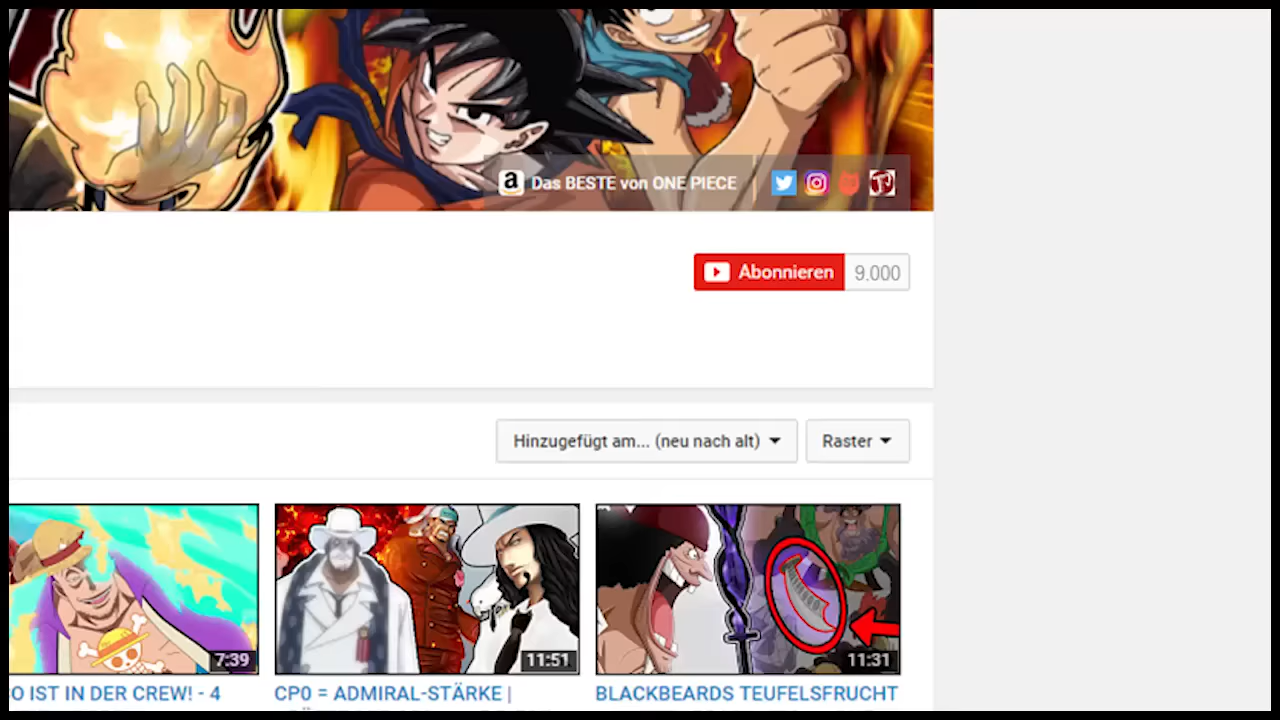 a Das BESTE von ONE PIECE
Abonnieren 9.000
Hinzugefügt am... (neu nach alt) Raster
7:39 11:51 11:31
O IST IN DER CREW! - 4 CP0 = ADMIRAL-STÄRKE | BLACKBEARDS TEUFELSFRUCHT